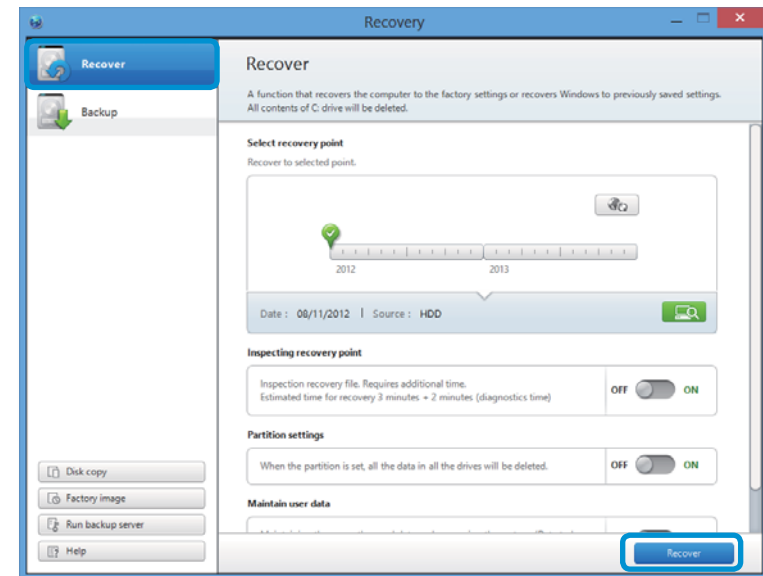 Recovery
Recover
Backup
Recover
A function that recovers the computer to the factory settings or recovers Windows to previously saved settings.
All contents of C: drive will be deleted.
Select recovery point
Recover to selected point.
2012 2013
Date : 08/11/2012 | Source : HDD
Inspecting recovery point
Inspection recovery file. Requires additional time.
Estimated time for recovery 3 minutes + 2 minutes (diagnostics time)
OFF ON
Partition settings
When the partition is set, all the data in all the drives will be deleted.
OFF ON
Maintain user data
Disk copy
Factory image
Run backup server
Help
Recover